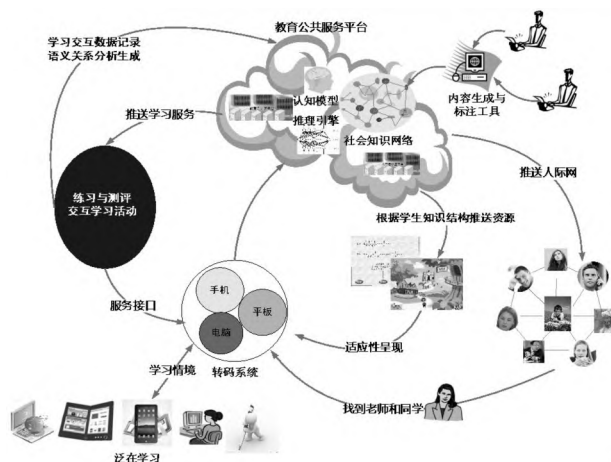 学习交互数据记录
语义关系分析生成
教育公共服务平台
认知模型
推理引擎
社会知识网络
内容生成与
标注工具
推送学习服务
推送人际网
练习与测评
交互学习活动
根据学生知识结构推送资源
手机
平板
电脑
服务接口
适应性呈现
转码系统
学习情境
找到老师和同学
泛在学习